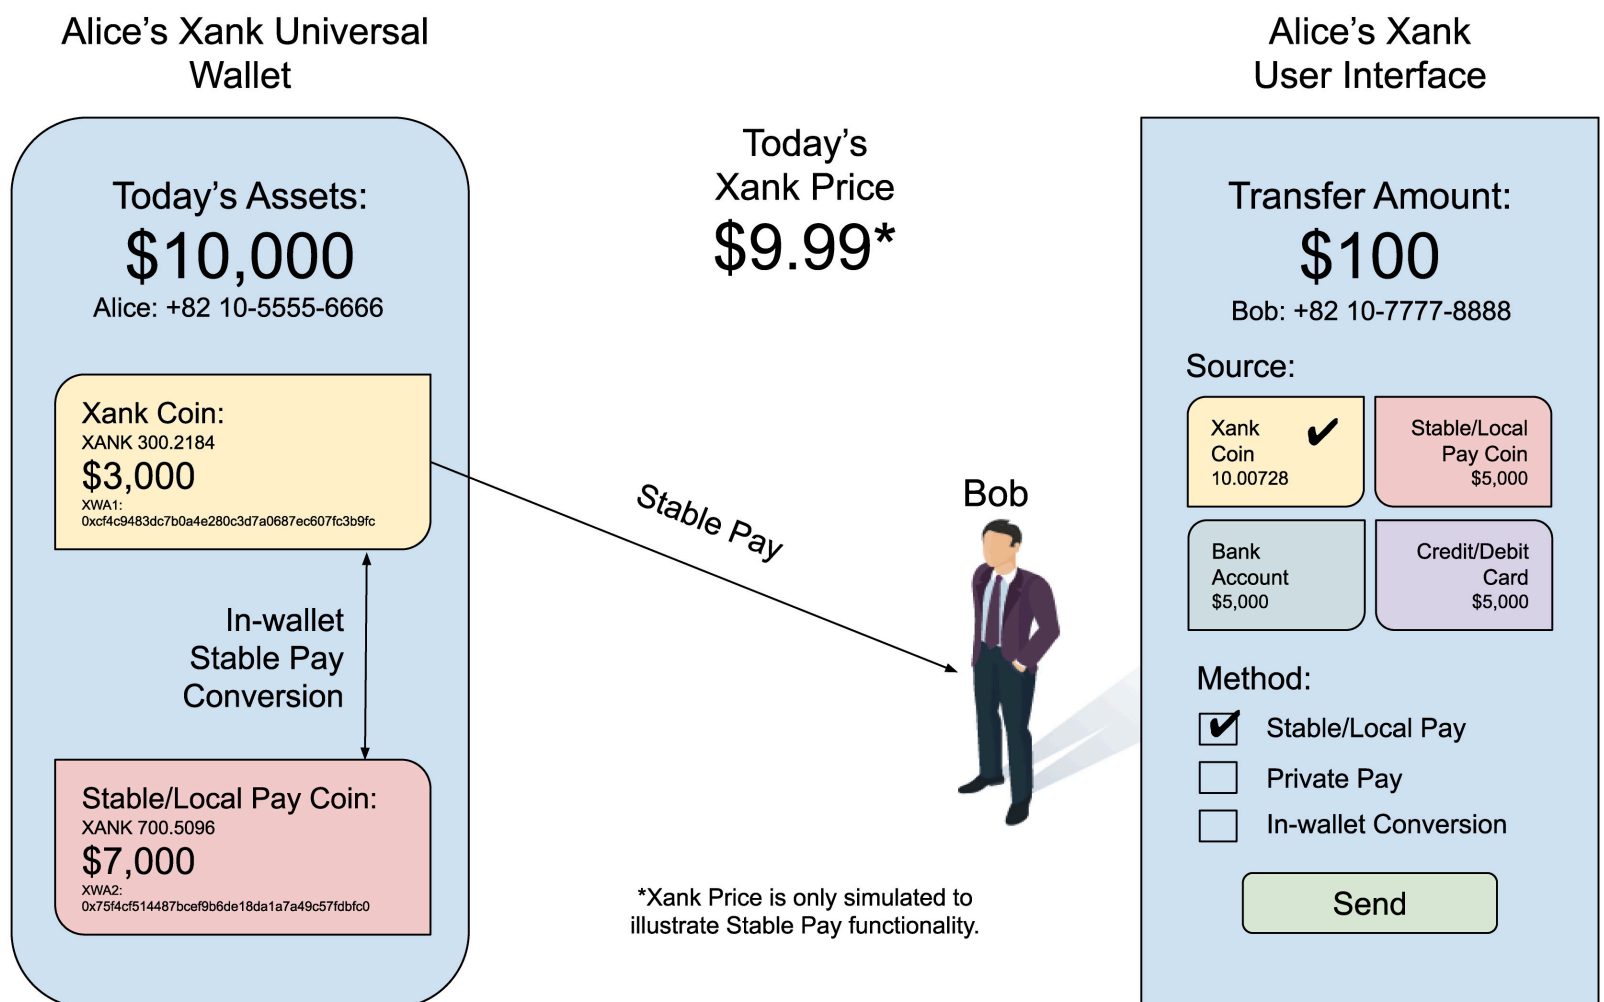 Alice's Xank Universal
Wallet
Today's Assets:
$10,000
Alice: +82 10-5555-6666
Xank Coin:
XANK 300.2184
$3,000
XWA1:
0xcf4c9483dc7b0a4e280c3d7a0687ec607fc3b9fc
In-wallet
Stable Pay
Conversion
Stable/Local Pay Coin:
XANK 700.5096
$7,000
XWA2:
0x75f4cf514487bcef9b6de18da1a7a49c57fdbfc0
Today's
Xank Price
$9.99*
Stable Pay
Bob
*Xank Price is only simulated to
illustrate Stable Pay functionality.
Alice's Xank
User Interface
Transfer Amount:
$100
Bob: +82 10-7777-8888
Source:
Xank
Coin
10.00728
Stable/Local
Pay Coin
$5,000
Bank
Account
$5,000
Credit/Debit
Card
$5,000
Method:
Stable/Local Pay
Private Pay
In-wallet Conversion
Send